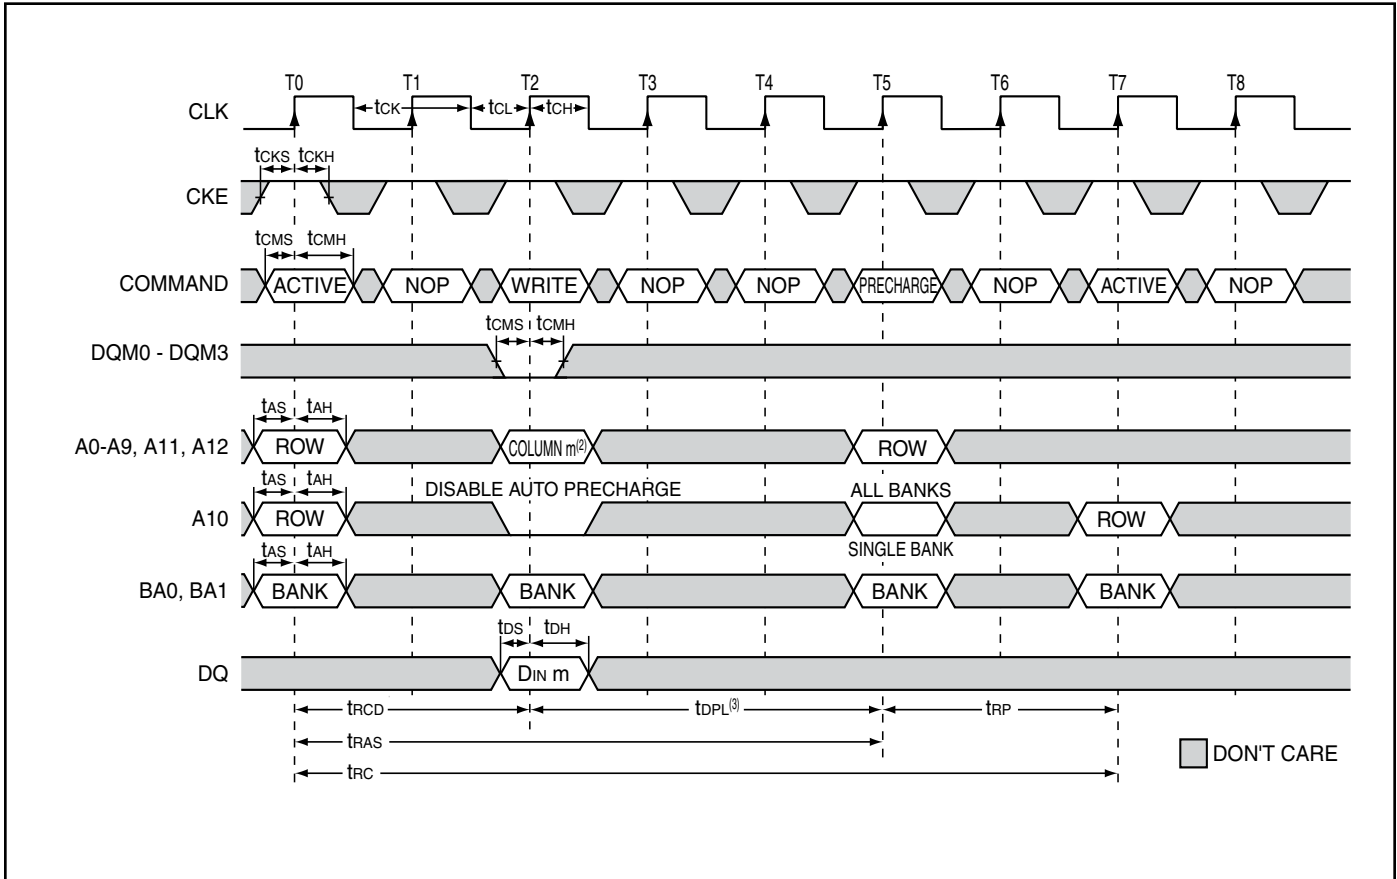 T0 T1 T2 T3 T4 T5 T6 T7 T8
CLK tCK tCL tCH
tCKS tCKH
CKE
tCMS tCMH
COMMAND ACTIVE NOP WRITE NOP NOP PRECHARGE NOP ACTIVE NOP
tCMS tCMH
DQM0 - DQM3
tAS tAH
A0-A9, A11, A12 ROW COLUMN m(2) ROW
tAS tAH DISABLE AUTO PRECHARGE ALL BANKS
A10 ROW ROW
tAS tAH SINGLE BANK
BA0, BA1 BANK BANK BANK BANK
tDS tDH
DQ DIN m
tRCD tDPL(3) tRP
tRAS
tRC
DON'T CARE